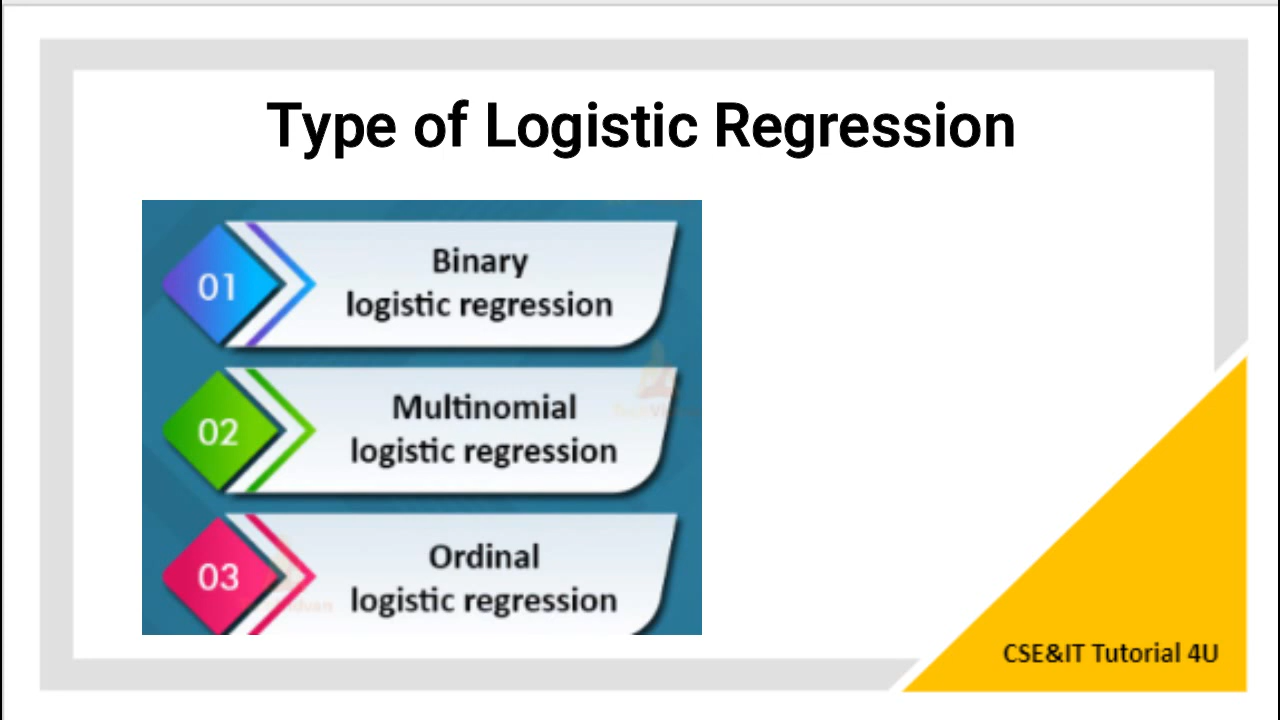 Type of Logistic Regression
01
Binary
logistic regression
02
Multinomial
logistic regression
03
Ordinal
logistic regression
CSE&IT Tutorial 4U